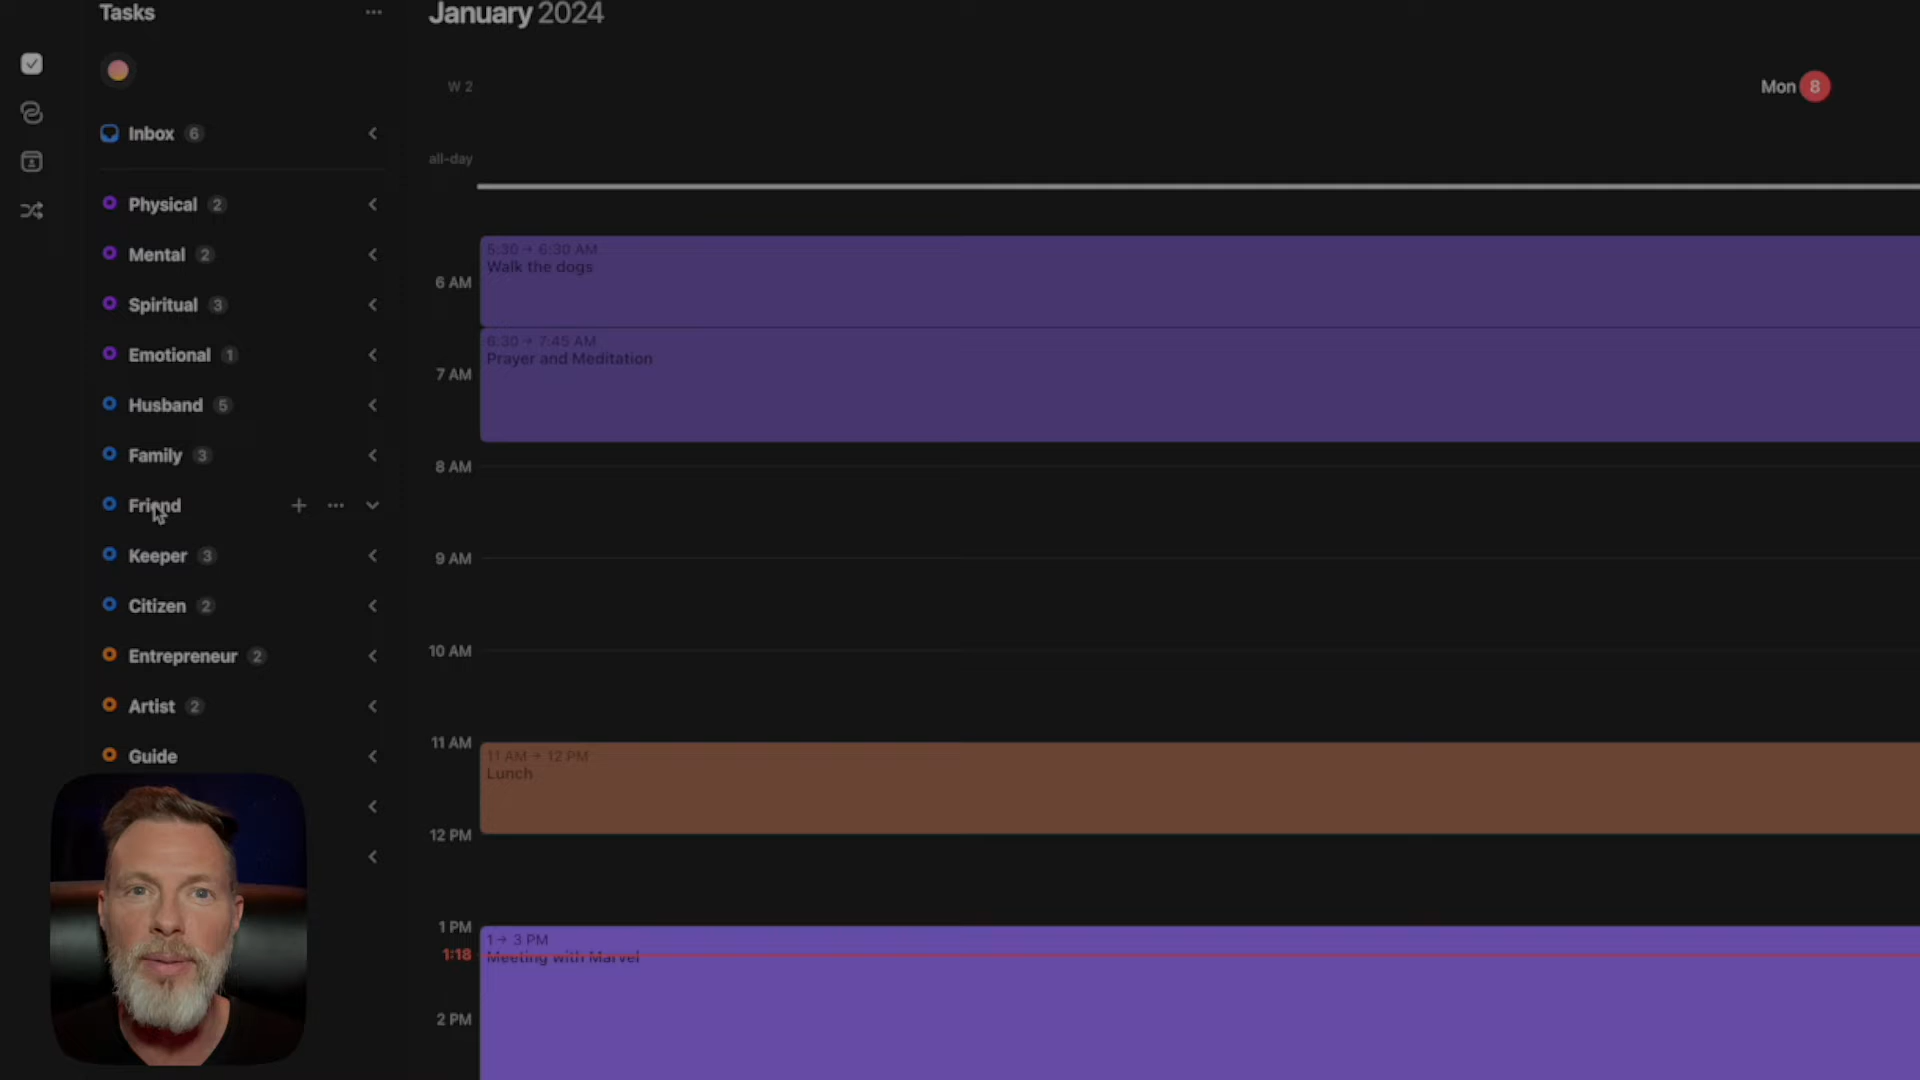 Tasks
Inbox 6
Physical 2
Mental 2
Spiritual 3
Emotional 1
Husband 5
Family 3
Friend
Keeper 3
Citizen 2
Entrepreneur 2
Artist 2
Guide
January 2024
W 2
Mon 8
all-day
5:30 → 6:30 AM
Walk the dogs
6 AM
6:30 → 7:45 AM
Prayer and Meditation
7 AM
8 AM
9 AM
10 AM
11 AM
11 AM → 12 PM
Lunch
12 PM
1 PM
1 → 3 PM
1:18
Meeting with Marvel
2 PM